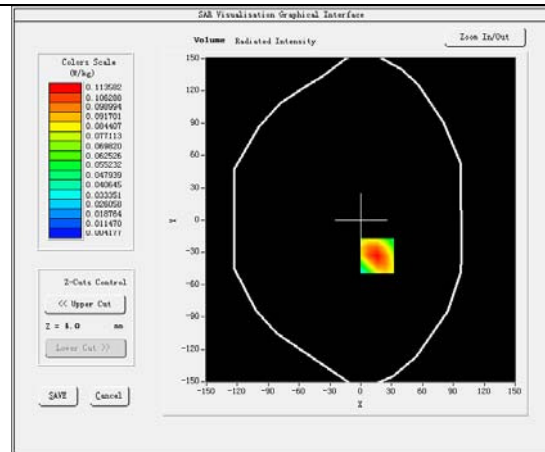 SAR Visualisation Graphical Interface
Volume Radiated Intensity
Zoom In/Out
Colors Scale
(W/kg)
0.113582
0.106288
0.098994
0.091701
0.084407
0.077113
0.069820
0.062526
0.055232
0.047939
0.040645
0.033351
0.026058
0.018764
0.011470
0.004177
Z-Cuts Control
<< Upper Cut
Z = 4.0 mm
Lower Cut >>
SAVE
Cancel
150
120
90
60
30
0
-30
-60
-90
-120
-150
Y
-150 -120 -90 -60 -30 0 30 60 90 120 150
X